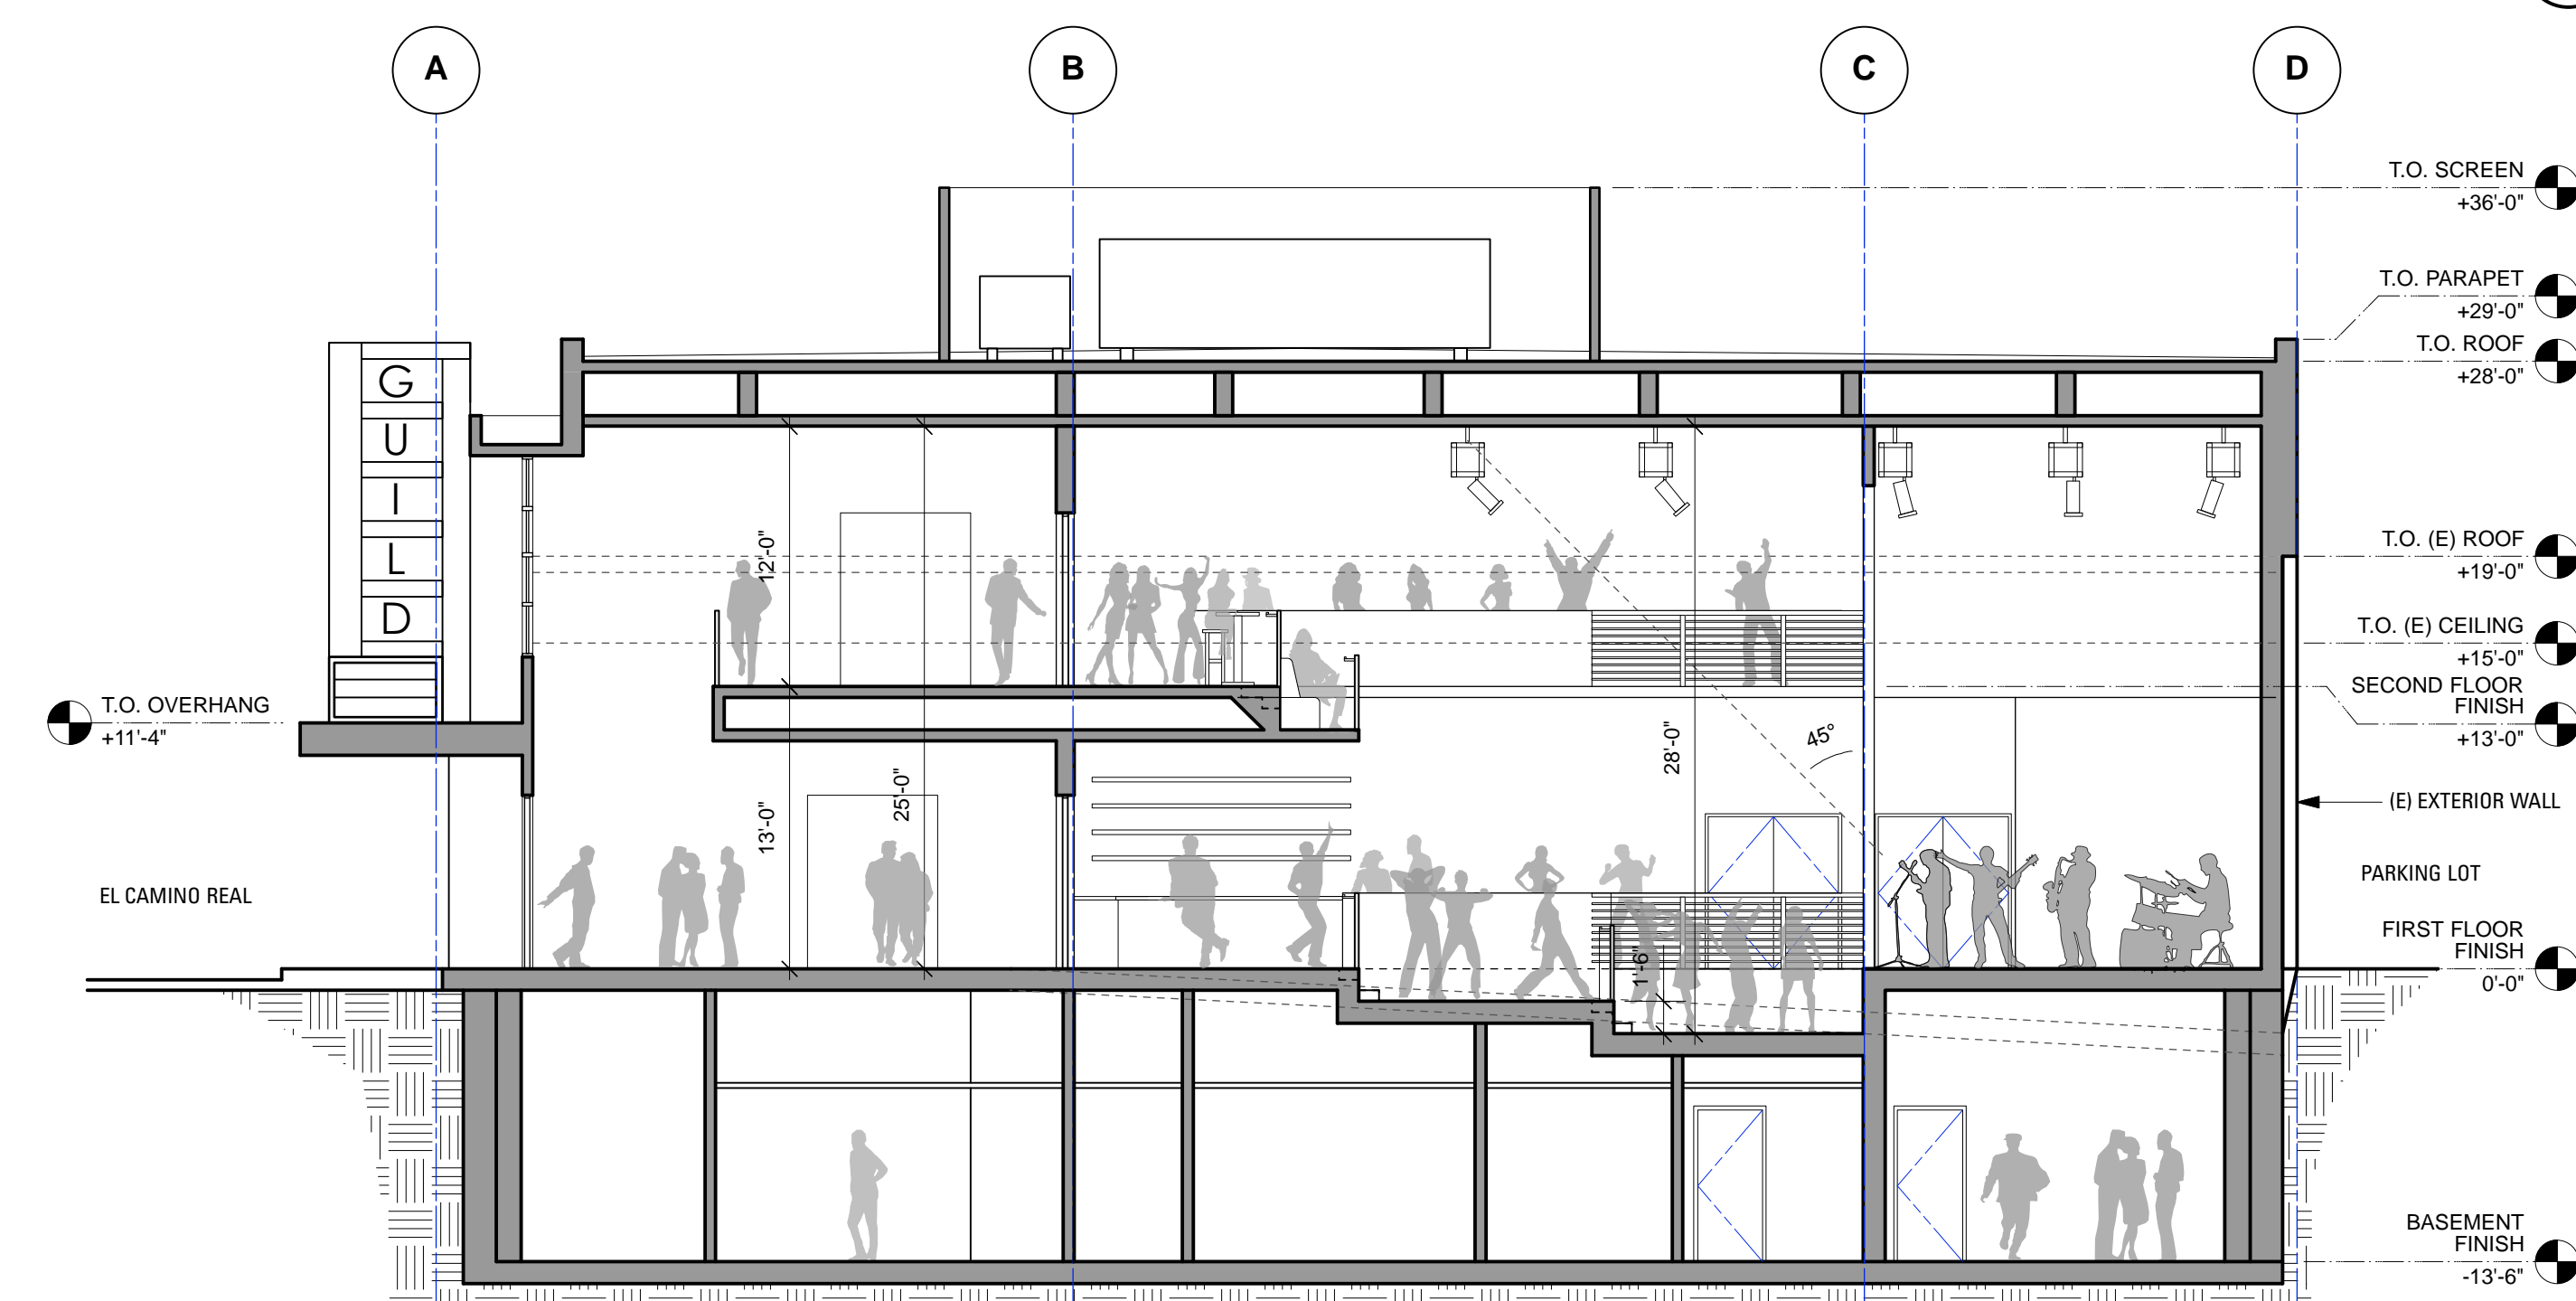 A
B
C
D
T.O. SCREEN
+36'-0"
T.O. PARAPET
+29'-0"
T.O. ROOF
+28'-0"
G
U
I
L
D
12'-0"
T.O. (E) ROOF
+19'-0"
T.O. (E) CEILING
+15'-0"
SECOND FLOOR
FINISH
+13'-0"
T.O. OVERHANG
+11'-4"
13'-0"
25'-0"
28'-0"
45°
(E) EXTERIOR WALL
EL CAMINO REAL
PARKING LOT
1'-6"
FIRST FLOOR
FINISH
0'-0"
BASEMENT
FINISH
-13'-6"